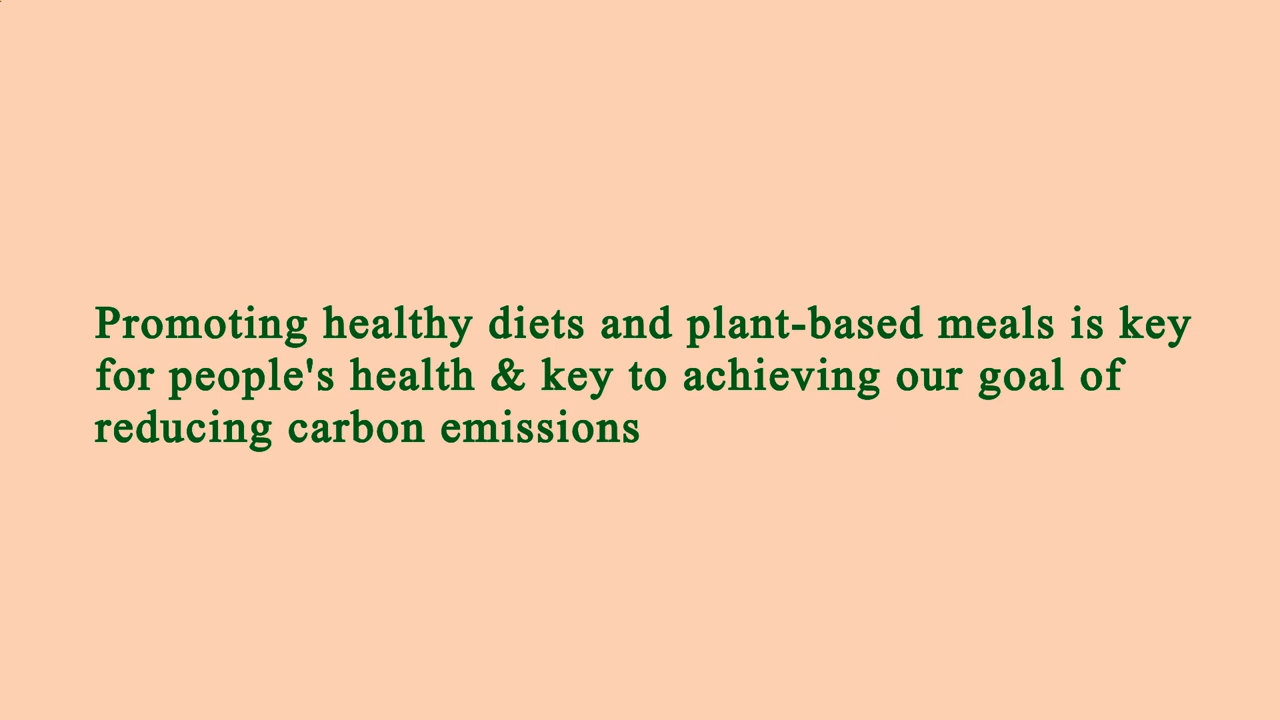 Promoting healthy diets and plant-based meals is key
for people's health & key to achieving our goal of
reducing carbon emissions